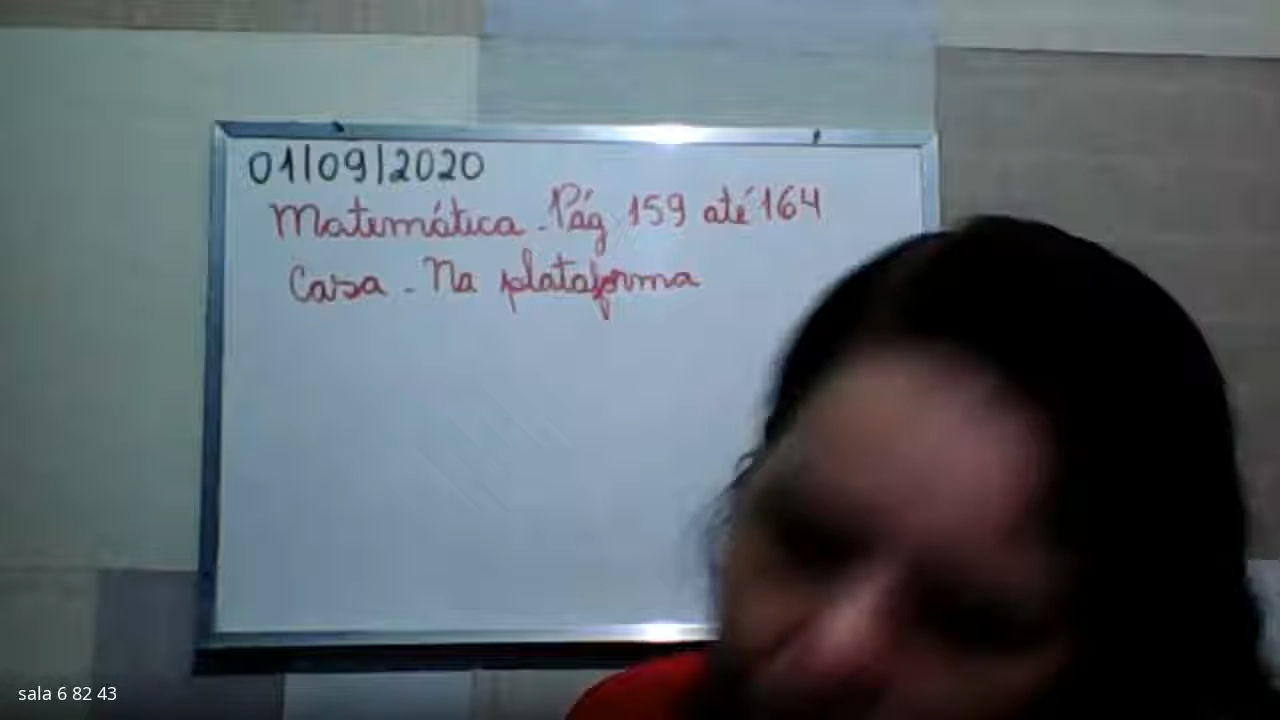 01/09/2020
Matemática - Pág 159 até 164
Casa - Na plataforma
sala 6 82 43